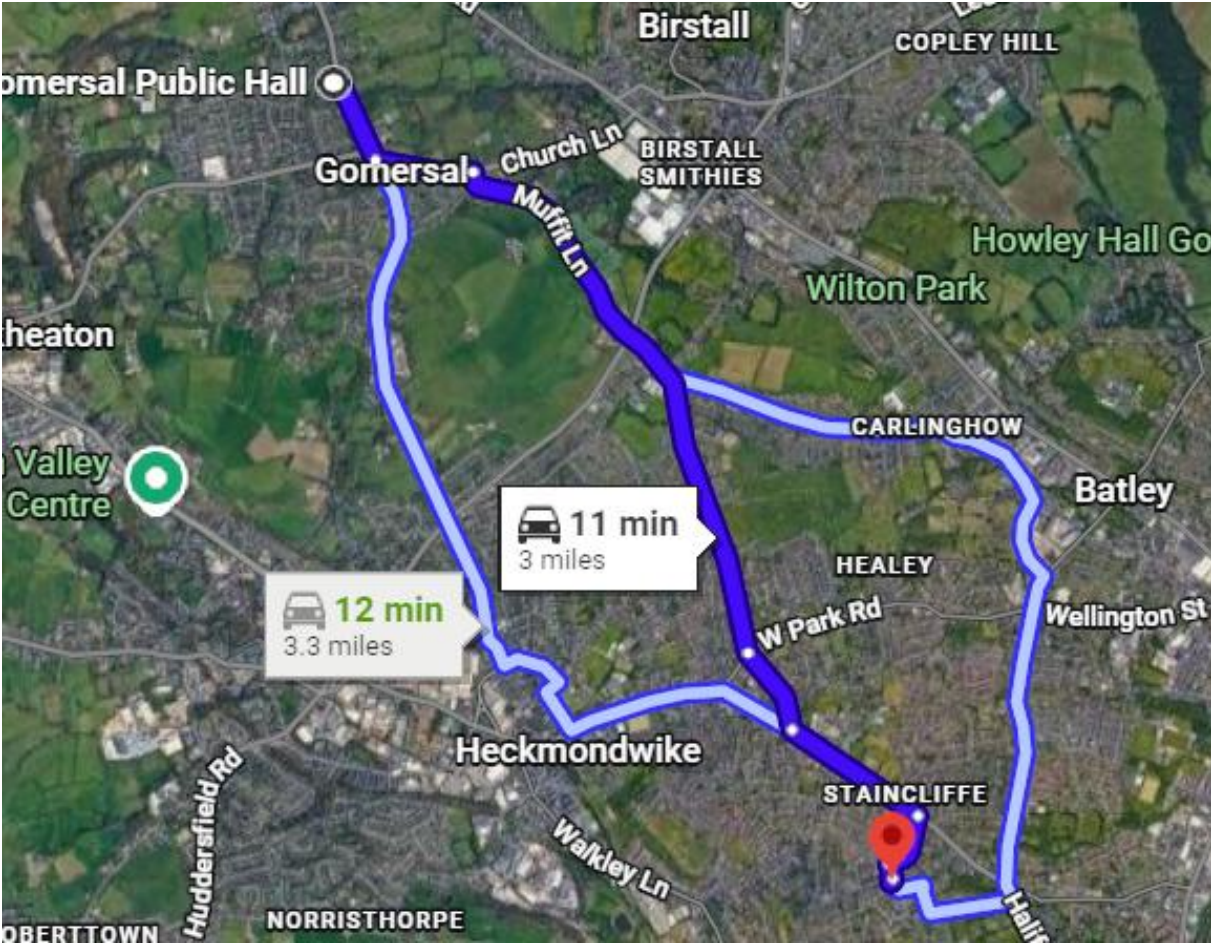 Birstall
COPLEY HILL
omersal Public Hall
Church Ln
BIRSTALL
SMITHIES
Gomersal
Muffit Ln
Howley Hall Go
Wilton Park
kheaton
CARLINGHOW
Valley
Centre
Batley
11 min
3 miles
HEALEY
12 min
3.3 miles
W Park Rd
Wellington St
Heckmondwike
STAINCLIFFE
Huddersfield Rd
Walkley Ln
Halif
NORRISTHORPE
OBERTTOWN